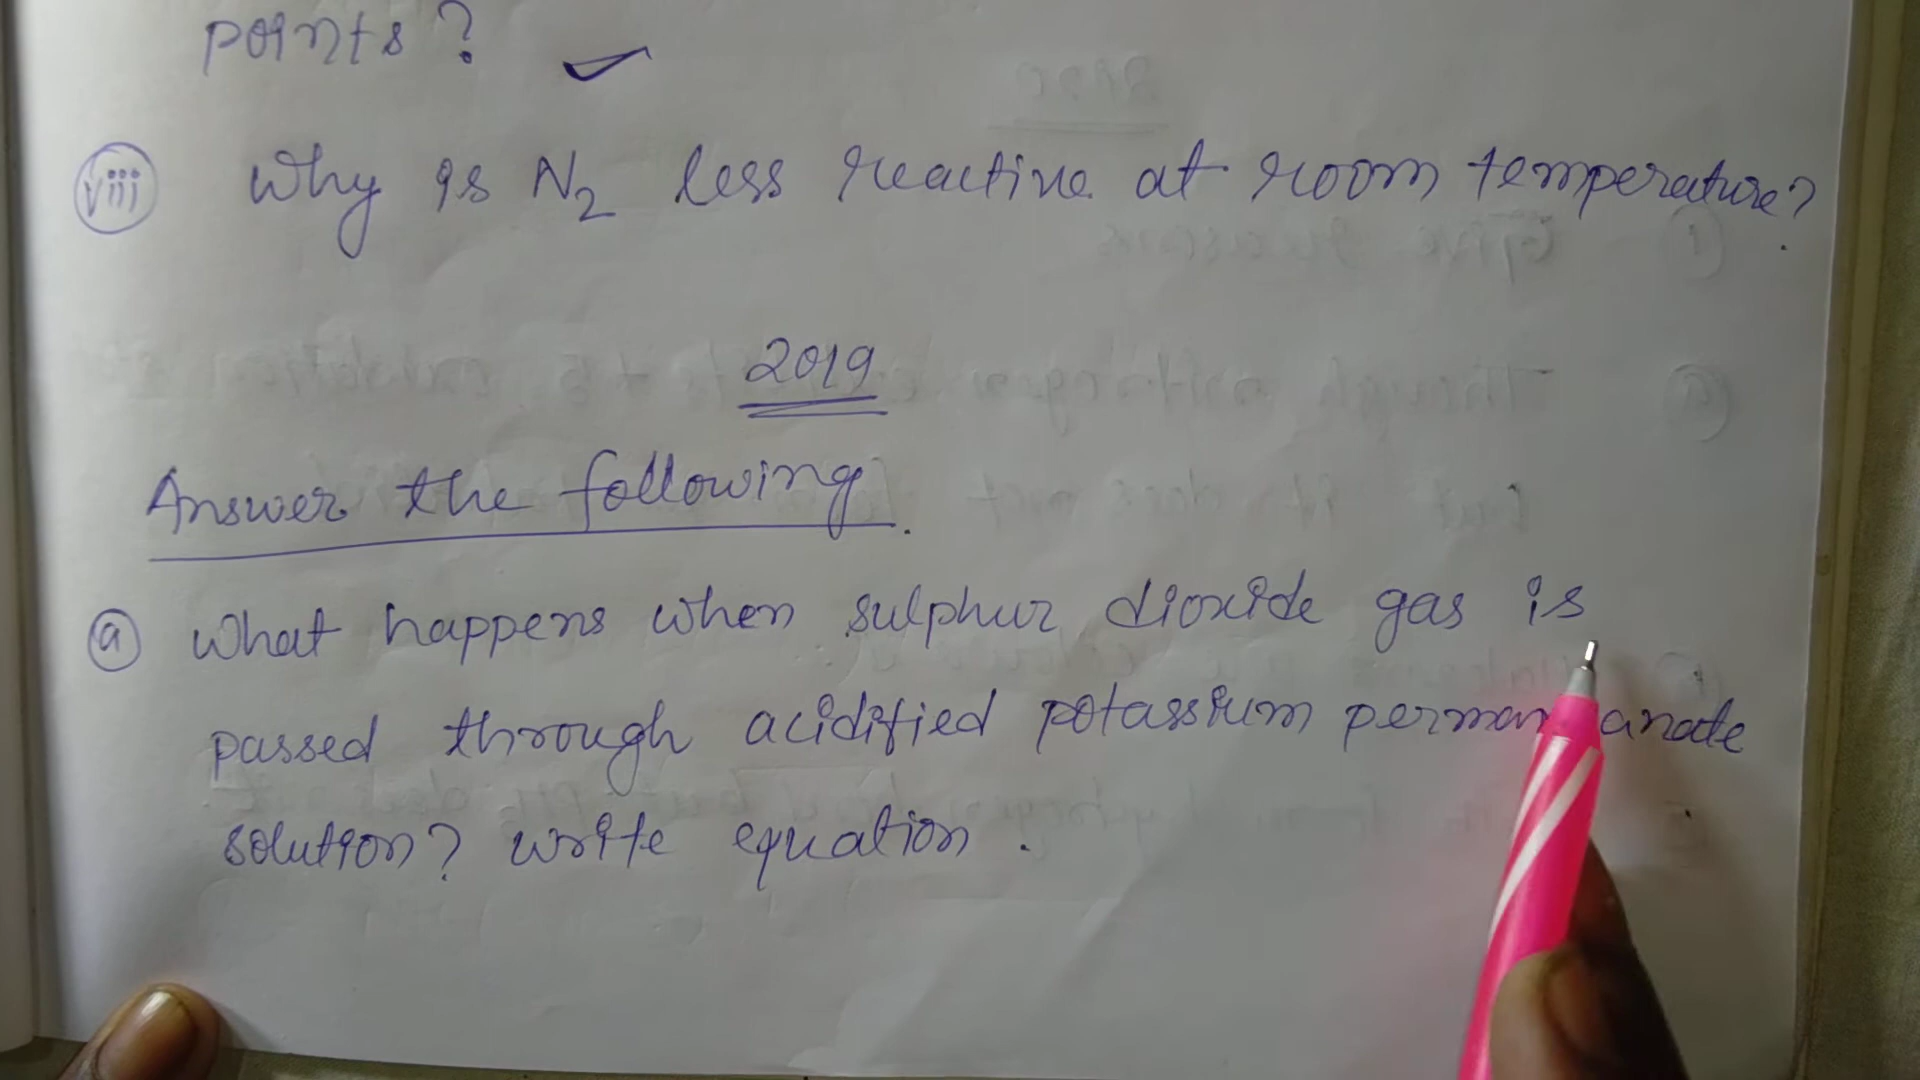 points?
viii Why is N2 less reactive at room temperature?
2019
Answer the following.
a What happens when sulphur dioxide gas is
passed through acidified potassium
solution? write equation.